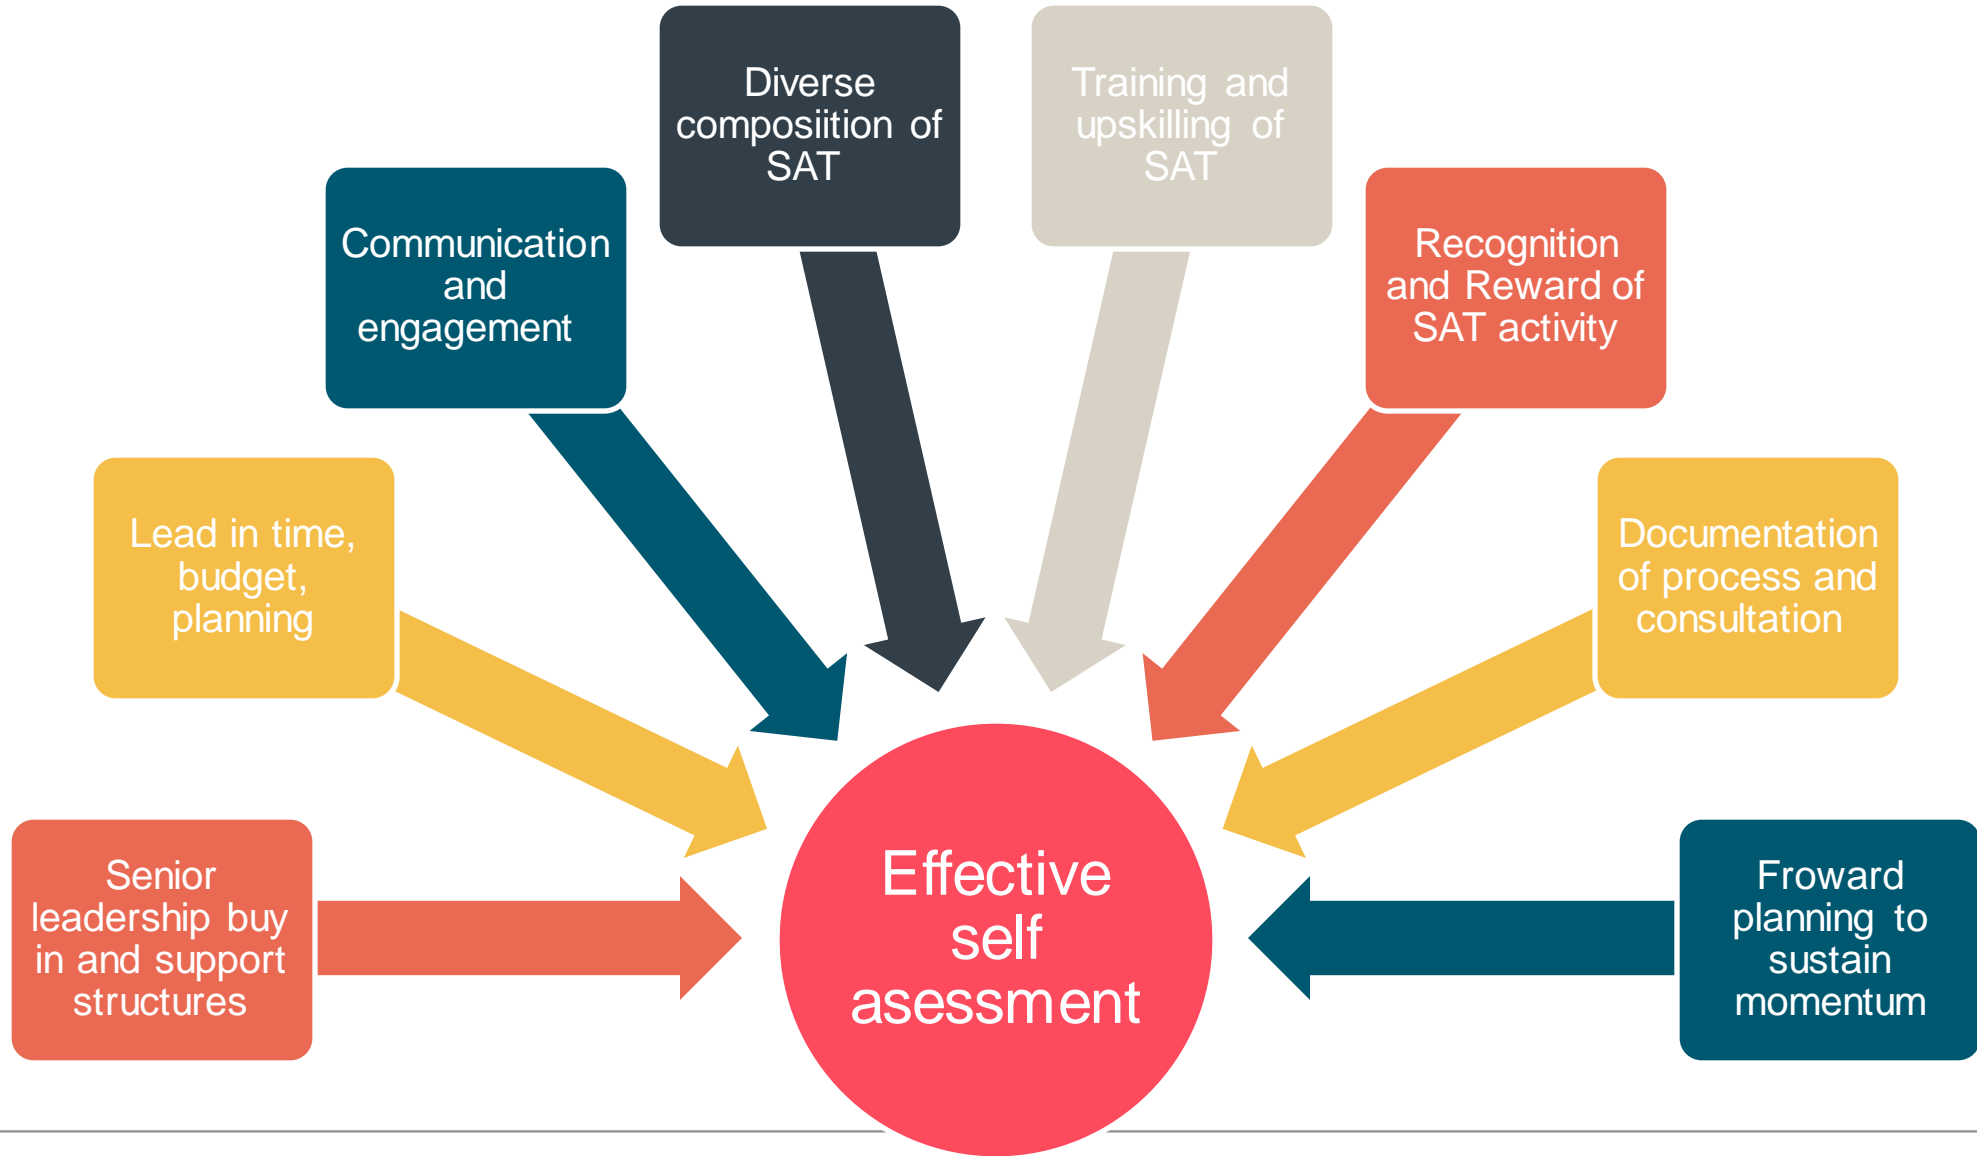 Diverse
composiition of
SAT
Training and
upskilling of
SAT
Communication
and
engagement
Recognition
and Reward of
SAT activity
Lead in time,
budget,
planning
Documentation
of process and
consultation
Senior
leadership buy
in and support
structures
Effective
self
asessment
Froward
planning to
sustain
momentum